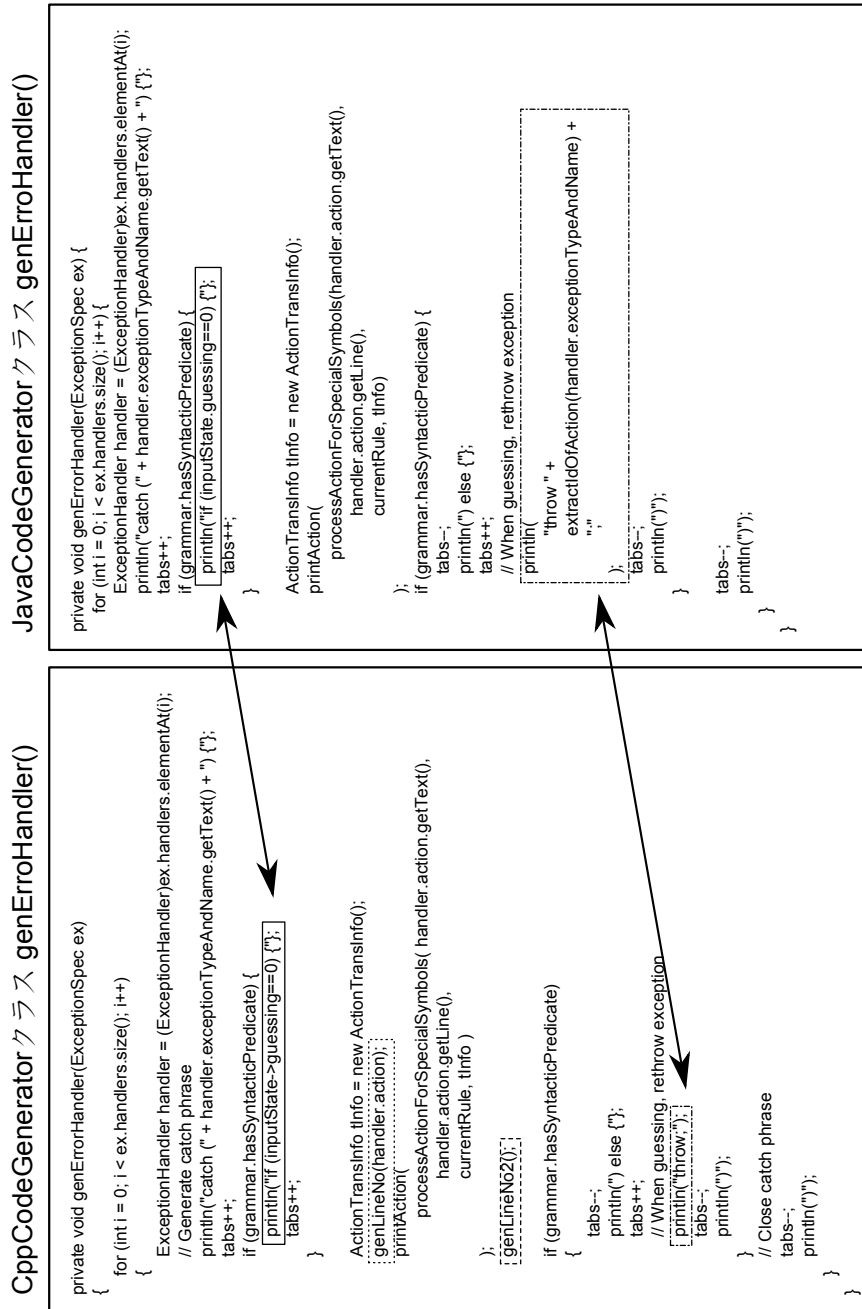 CppCodeGeneratorクラス genErroHandler()
private void genErrorHandler(ExceptionSpec ex)
{
for (int i = 0; i < ex.handlers.size(); i++)
{
ExceptionHandler handler = (ExceptionHandler)ex.handlers.elementAt(i);
// Generate catch phrase
println("catch (" + handler.exceptionTypeAndName.getText() + ") {"};
tabs++;
if (grammar.hasSyntacticPredicate) {
println("if (inputState->guessing==0) {"};
tabs++;
}
ActionTransInfo tInfo = new ActionTransInfo();
genLineNo(handler.action);
printAction(
processActionForSpecialSymbols( handler.action.getText(),
handler.action.getLine(),
currentRule, tInfo )
);
genLineNo2();
if (grammar.hasSyntacticPredicate)
{
tabs--;
println(") else {"};
tabs++;
// When guessing, rethrow exception
println("throw;");
tabs--;
println(")");
}
// Close catch phrase
tabs--;
println(")");
}
}
JavaCodeGeneratorクラス genErroHandler()
private void genErrorHandler(ExceptionSpec ex) {
for (int i = 0; i < ex.handlers.size(); i++) {
ExceptionHandler handler = (ExceptionHandler)ex.handlers.elementAt(i);
println("catch (" + handler.exceptionTypeAndName.getText() + ") {"};
tabs++;
if (grammar.hasSyntacticPredicate) {
println("if (inputState.guessing==0) {"};
tabs++;
}
ActionTransInfo tInfo = new ActionTransInfo();
printAction(
processActionForSpecialSymbols(handler.action.getText(),
handler.action.getLine(),
currentRule, tInfo)
);
if (grammar.hasSyntacticPredicate) {
tabs--;
println(") else {"};
tabs++;
// When guessing, rethrow exception
println(
"throw " +
extractIdOfAction(handler.exceptionTypeAndName) +
";"
);
tabs--;
println(")");
}
tabs--;
println(")");
}
}